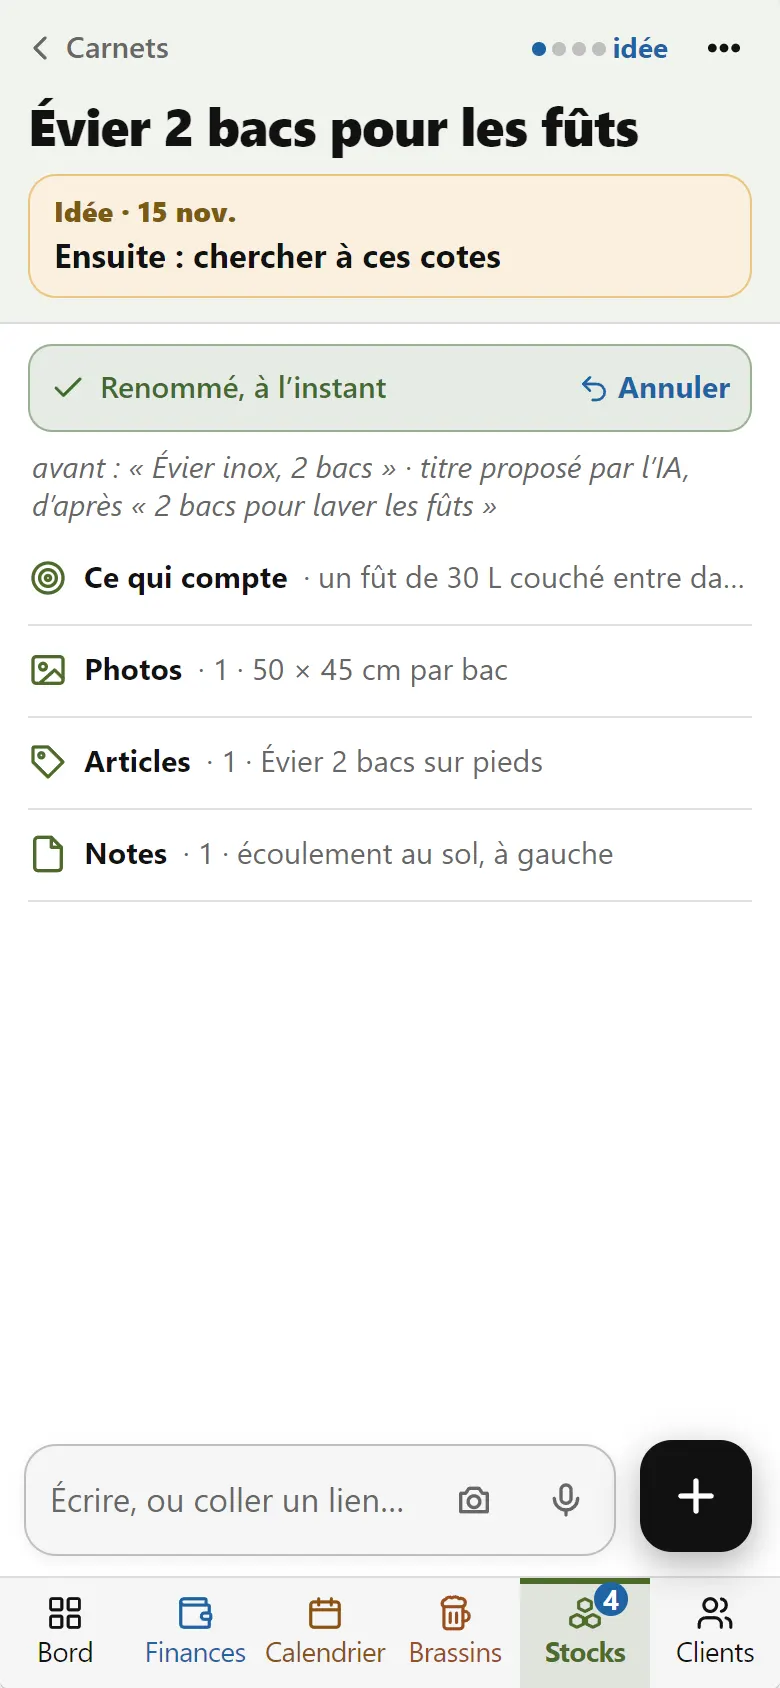 Carnets
idée
Évier 2 bacs pour les fûts
Idée · 15 nov.
Ensuite : chercher à ces cotes
Renommé, à l’instant
Annuler
avant : « Évier inox, 2 bacs » · titre proposé par l’IA,
d’après « 2 bacs pour laver les fûts »
Ce qui compte · un fût de 30 L couché entre da…
Photos · 1 · 50 × 45 cm par bac
Articles · 1 · Évier 2 bacs sur pieds
Notes · 1 · écoulement au sol, à gauche
Écrire, ou coller un lien…
4
Bord
Finances
Calendrier
Brassins
Stocks
Clients